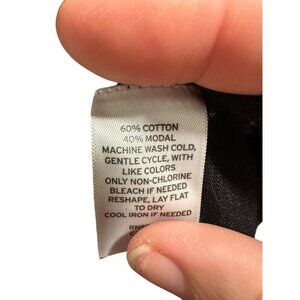 60% COTTON
40% MODAL
MACHINE WASH COLD,
GENTLE CYCLE, WITH
LIKE COLORS
ONLY NON-CHLORINE
BLEACH IF NEEDED
RESHAPE, LAY FLAT
TO DRY
COOL IRON IF NEEDED